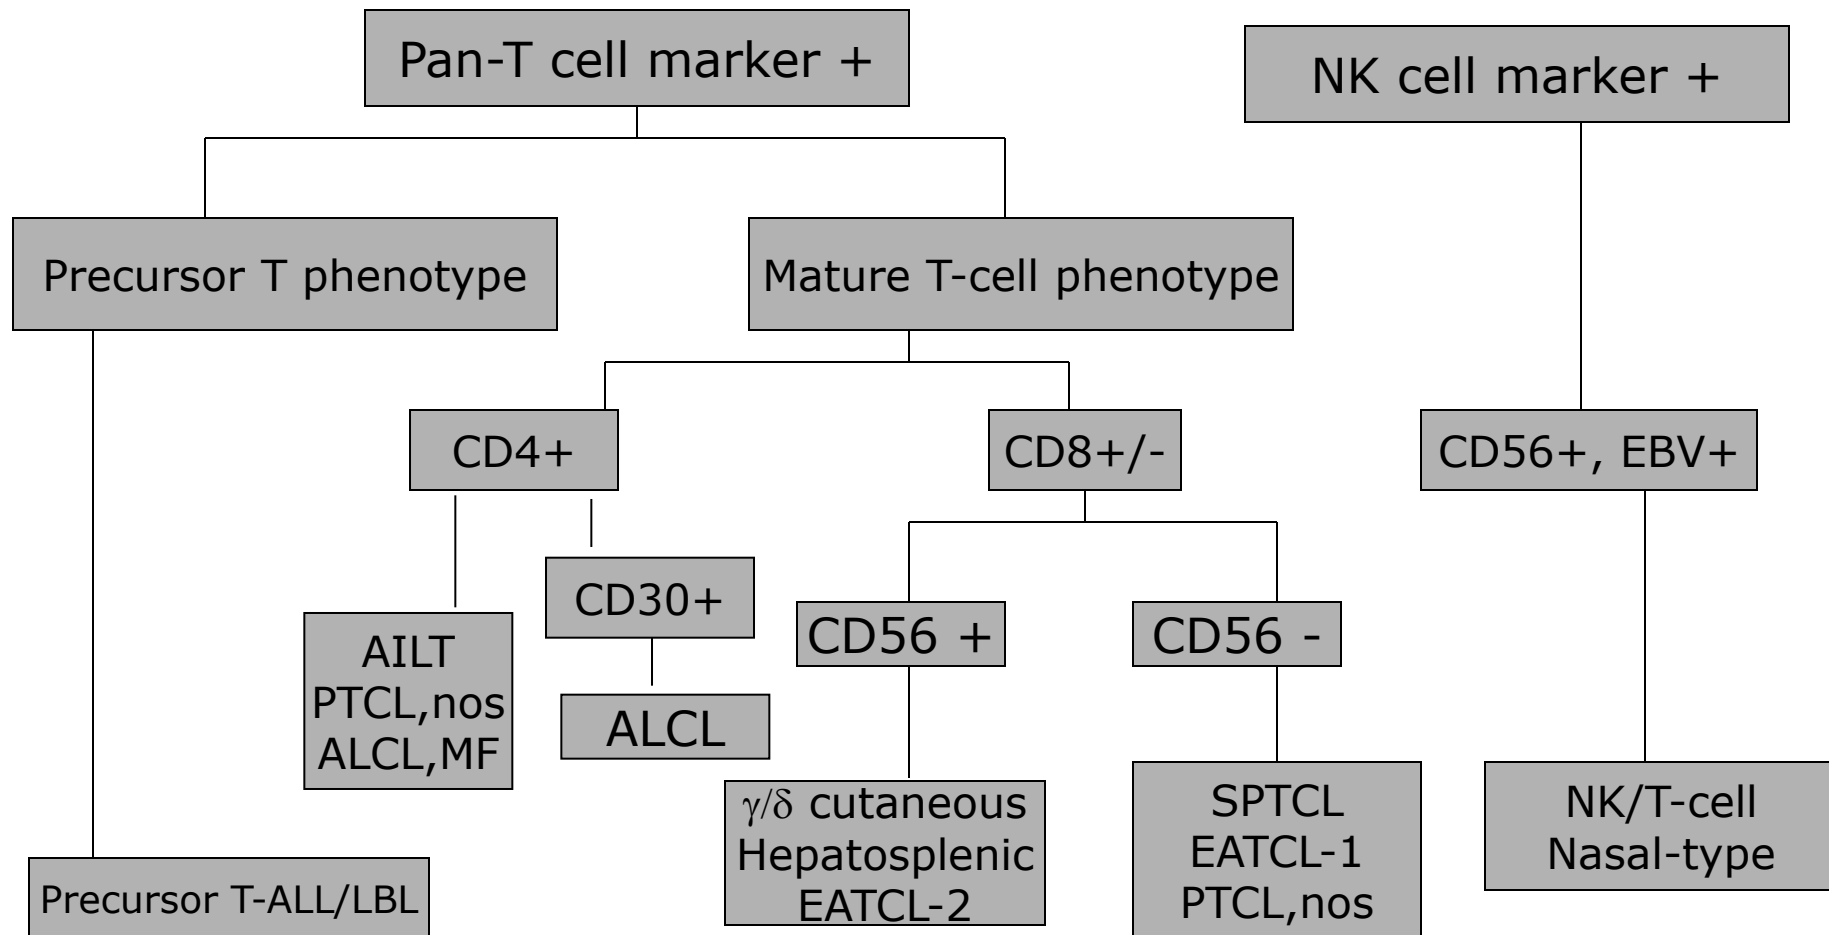 Pan-T cell marker +
NK cell marker +
Precursor T phenotype
Mature T-cell phenotype
CD4+
CD8+/-
CD56+, EBV+
CD30+
CD56 +
CD56 -
AILT
PTCL,nos
ALCL,MF
ALCL
γ/δ cutaneous
Hepatosplenic
EATCL-2
SPTCL
EATCL-1
PTCL,nos
NK/T-cell
Nasal-type
Precursor T-ALL/LBL